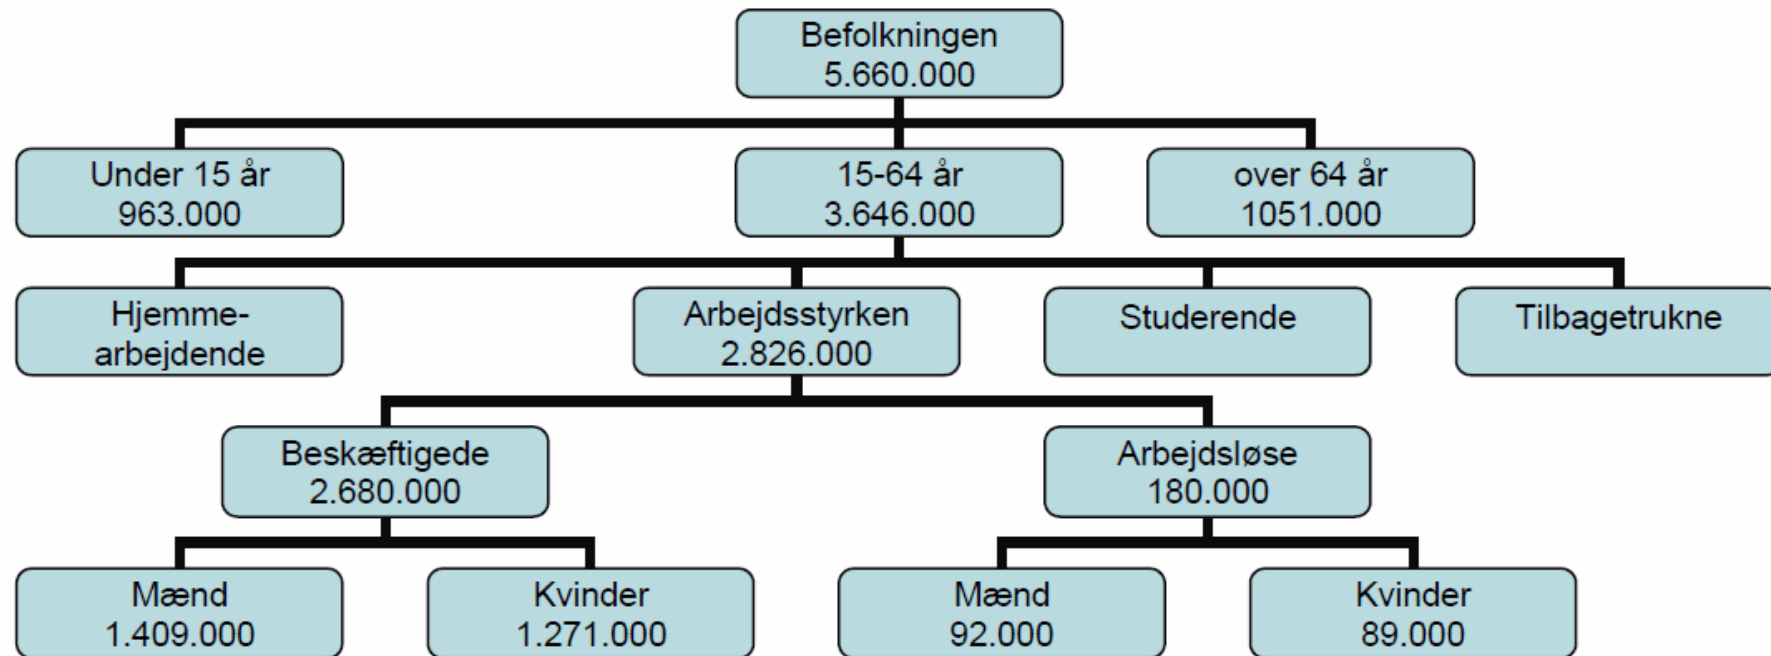 Befolkningen
5.660.000
Under 15 år
963.000
15-64 år
3.646.000
over 64 år
1051.000
Hjemme-
arbejdende
Arbejdsstyrken
2.826.000
Studerende
Tilbagetrukne
Beskæftigede
2.680.000
Arbejdsløse
180.000
Mænd
1.409.000
Kvinder
1.271.000
Mænd
92.000
Kvinder
89.000